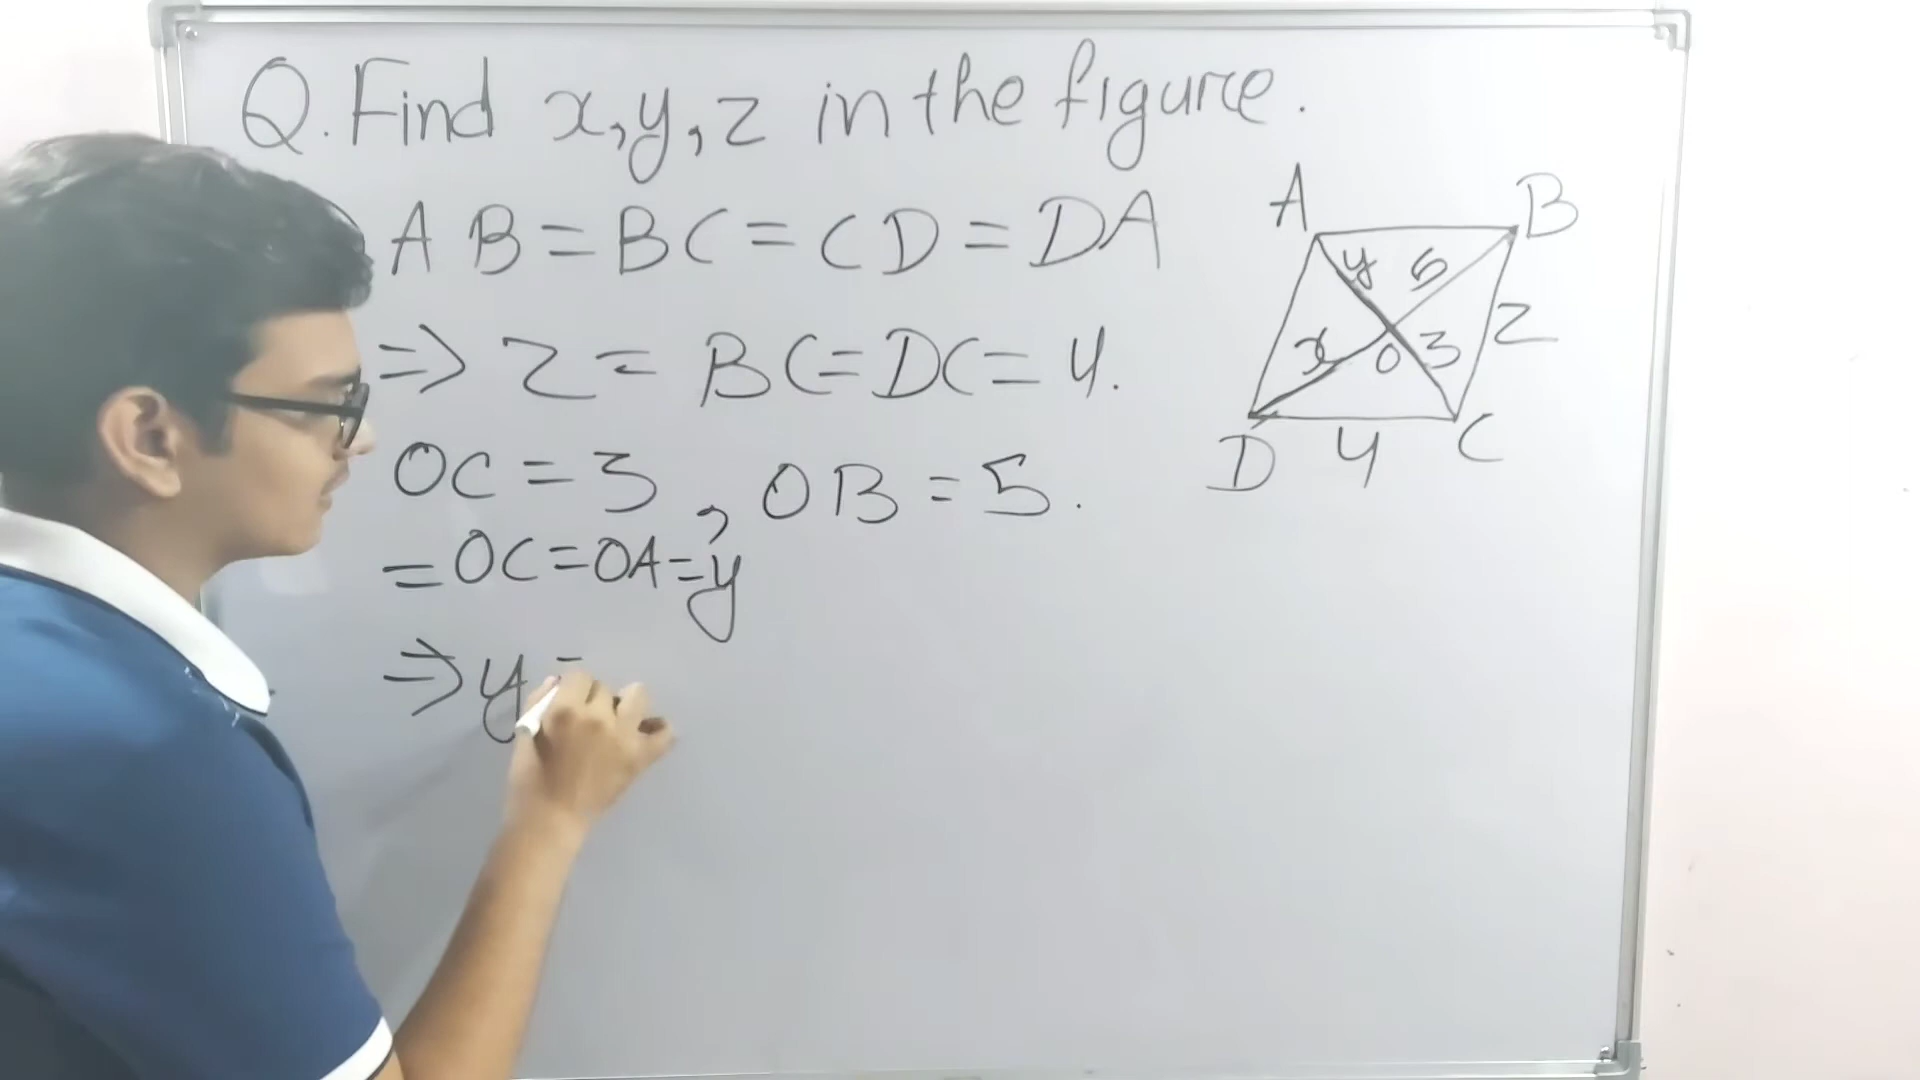 Q. Find x, y, z in the figure.
AB = BC = CD = DA
⇒ z = BC = DC = 4.
OC = 3, OB = 5.
= OC = OA = y
⇒ y =
A
B
y
5
x
O
3
z
D
4
C